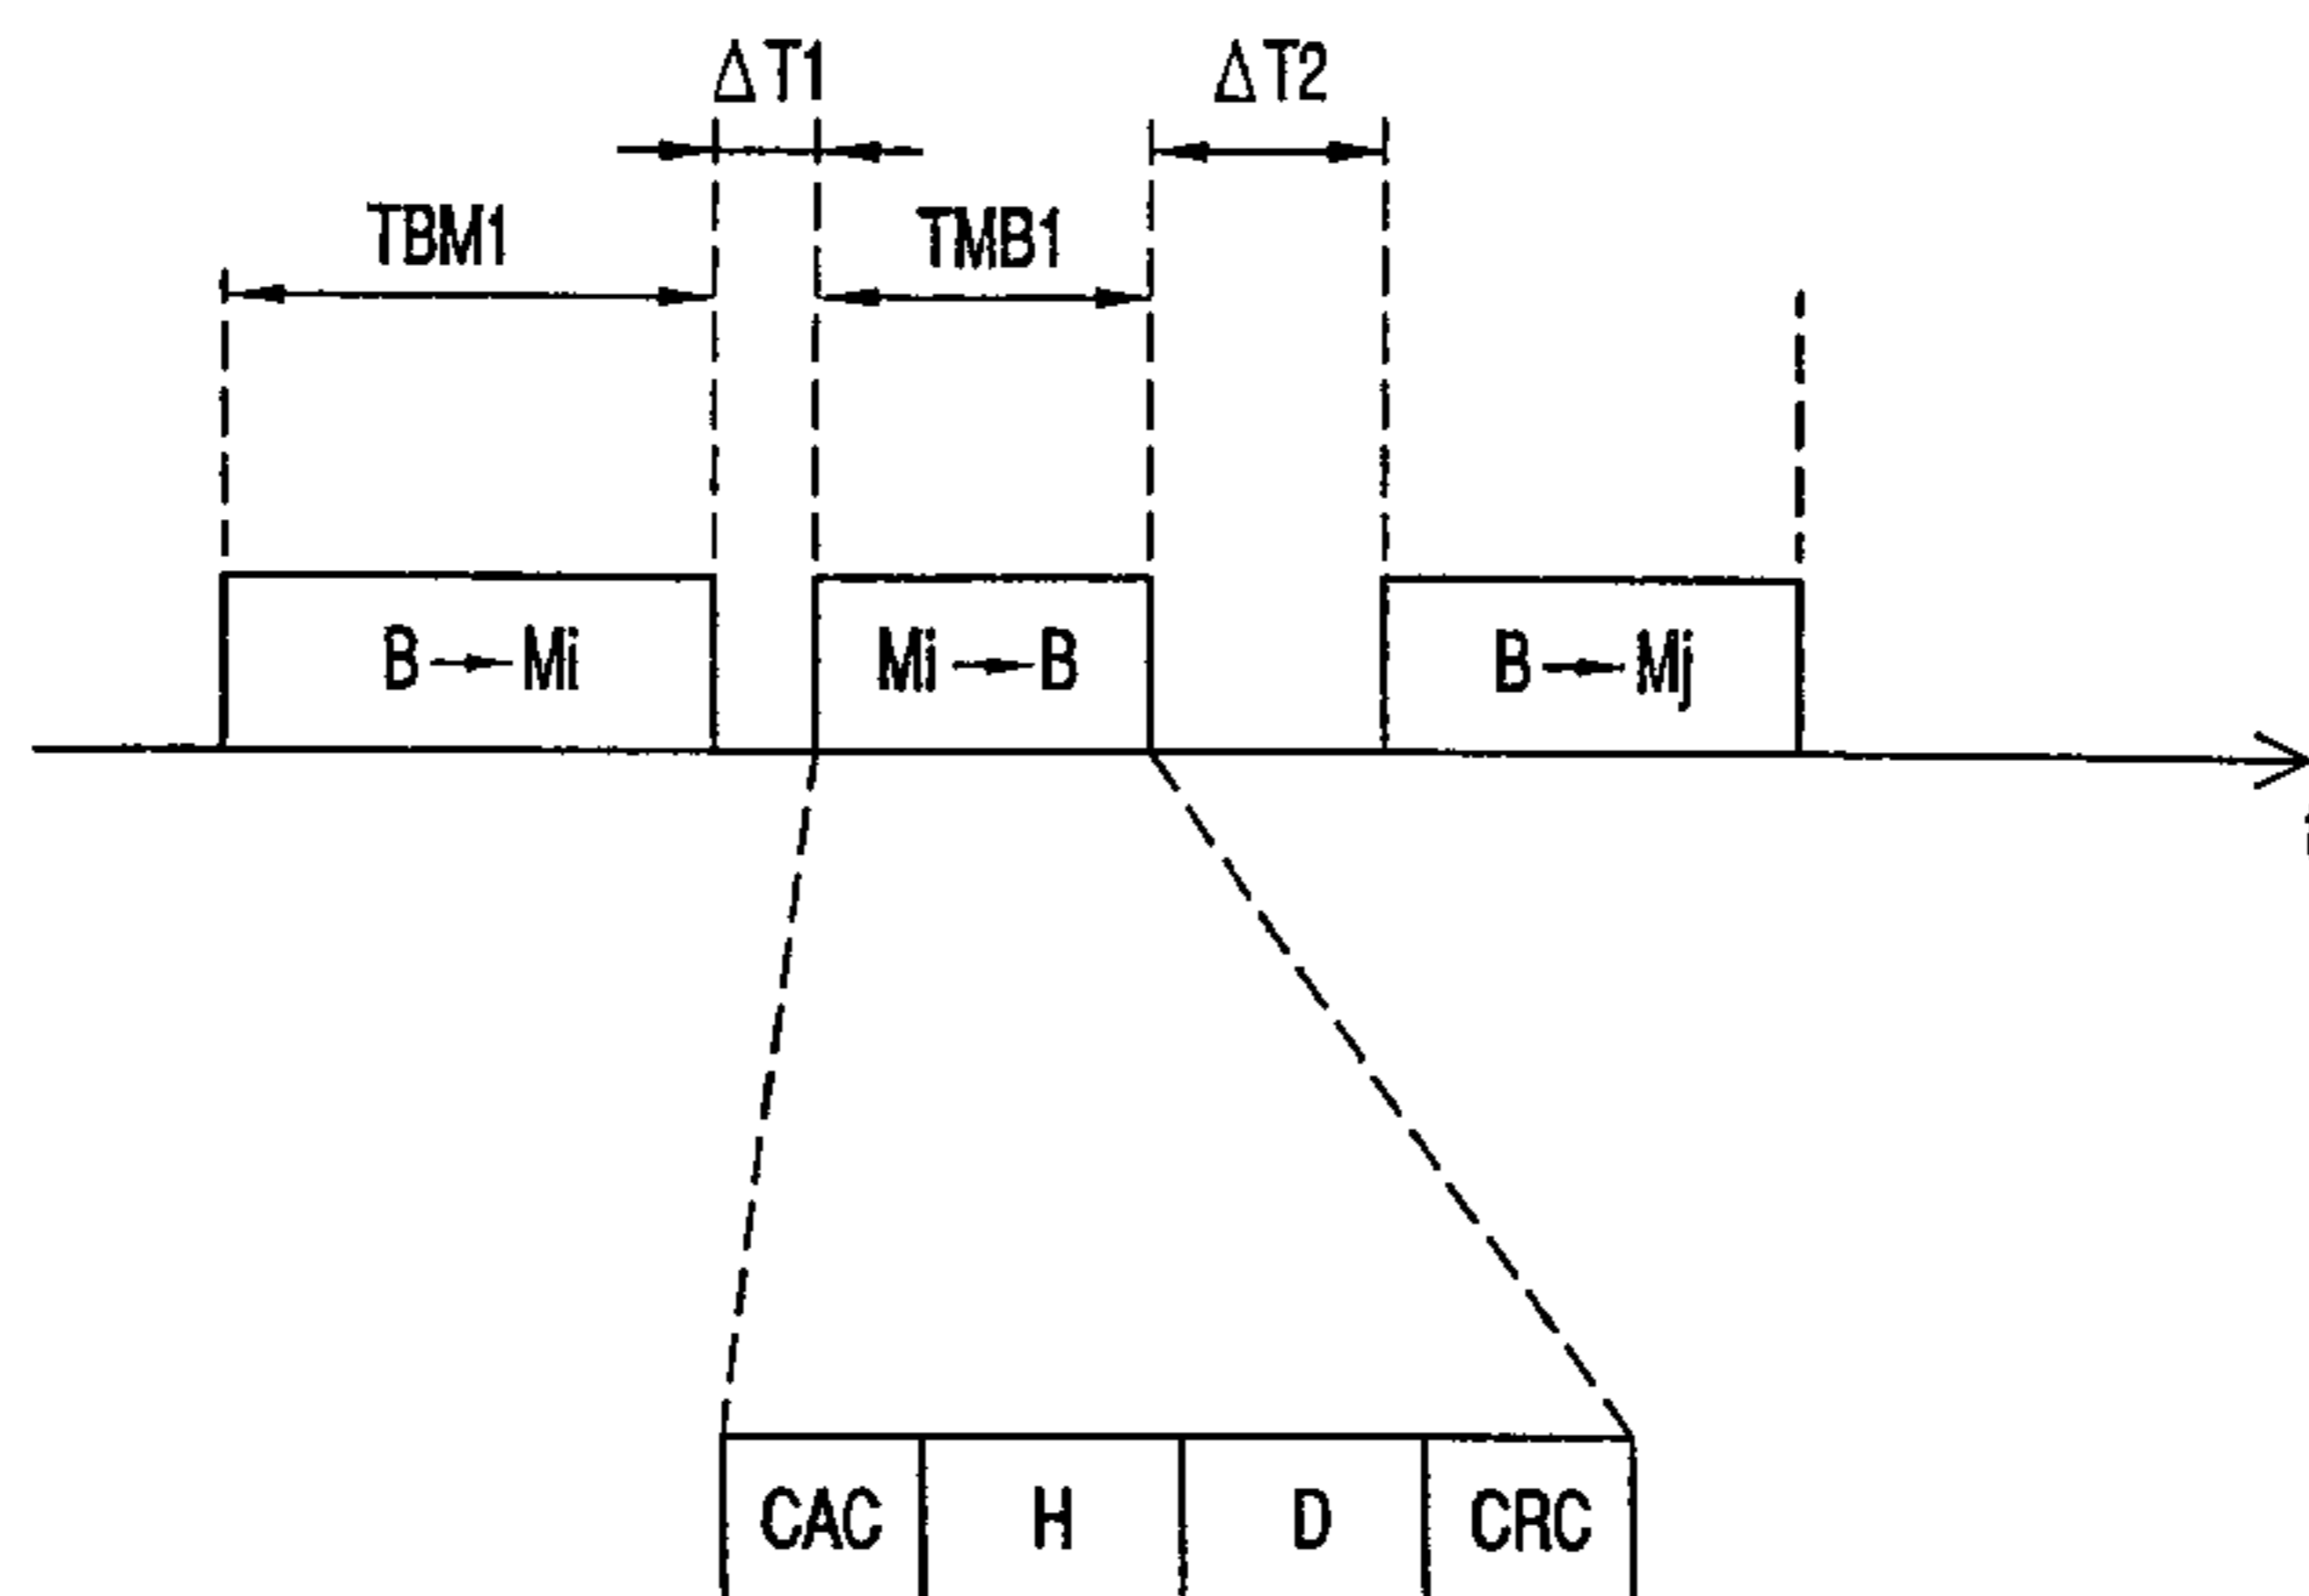 ΔT1 ΔT2
TBM1 TMB1
B→Mi Mi→B B→Mj
CAC H D CRC